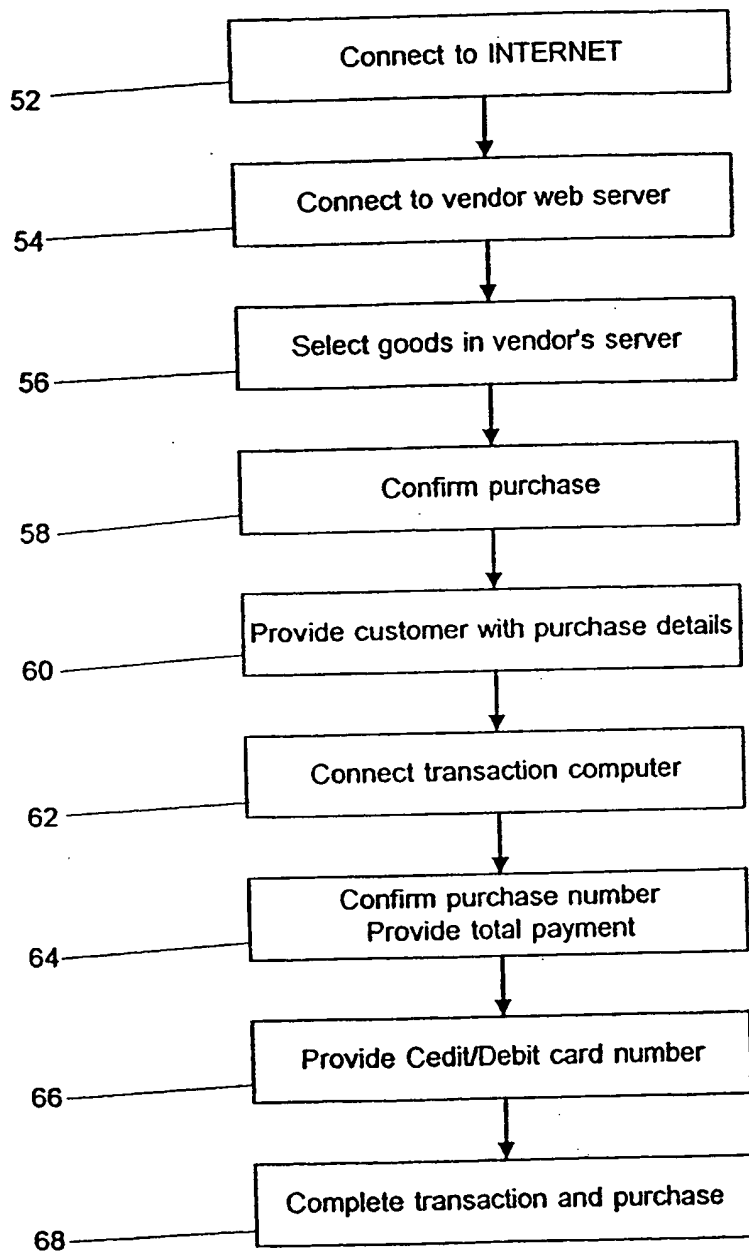 Connect to INTERNET
52
Connect to vendor web server
54
Select goods in vendor's server
56
Confirm purchase
58
Provide customer with purchase details
60
Connect transaction computer
62
Confirm purchase number
Provide total payment
64
Provide Cedit/Debit card number
66
Complete transaction and purchase
68